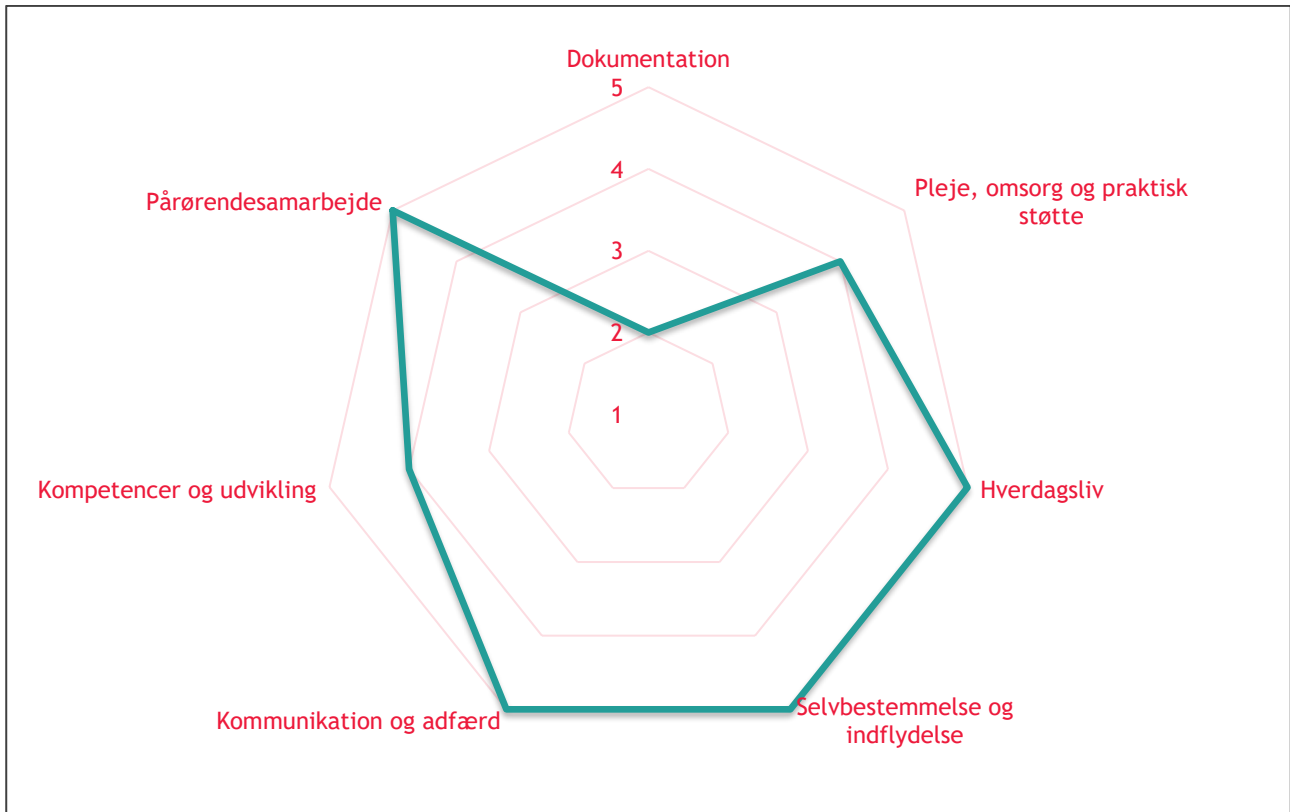 Dokumentation
5
4
3
2
1
Pleje, omsorg og praktisk
støtte
Hverdagsliv
Selvbestemmelse og
indflydelse
Kommunikation og adfærd
Kompetencer og udvikling
Pårørendesamarbejde